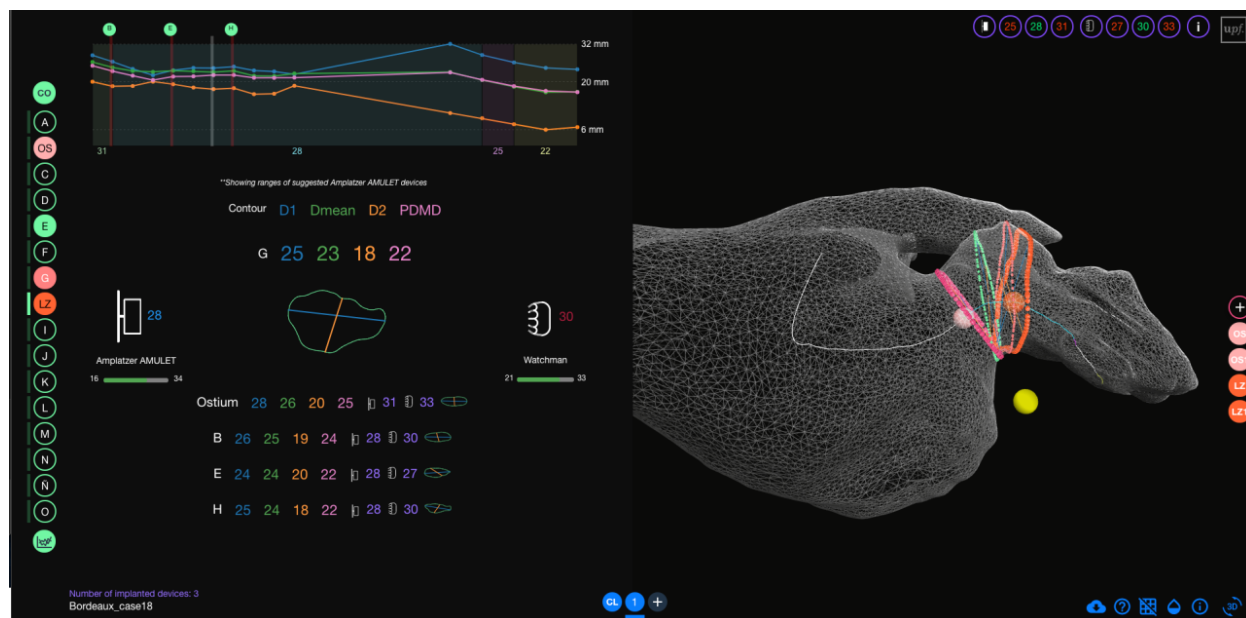 B E H
32 mm
20 mm
6 mm
31 28 25 22
**Showing ranges of suggested Amplatzer AMULET devices
Contour D1 Dmean D2 PDMD
G 25 23 18 22
28
Amplatzer AMULET
16 34
30
Watchman
21 33
Ostium 28 26 20 25 31 33
B 26 25 19 24 28 30
E 24 24 20 22 28 27
H 25 24 18 22 28 30
CO
A
OS
C
D
E
F
G
LZ
I
J
K
L
M
N
Ñ
O
Number of implanted devices: 3
Bordeaux_case18
CL 1 +
25 28 31 27 30 33 i
upf.
+
OS
OS1
LZ
LZ1
? i 3D